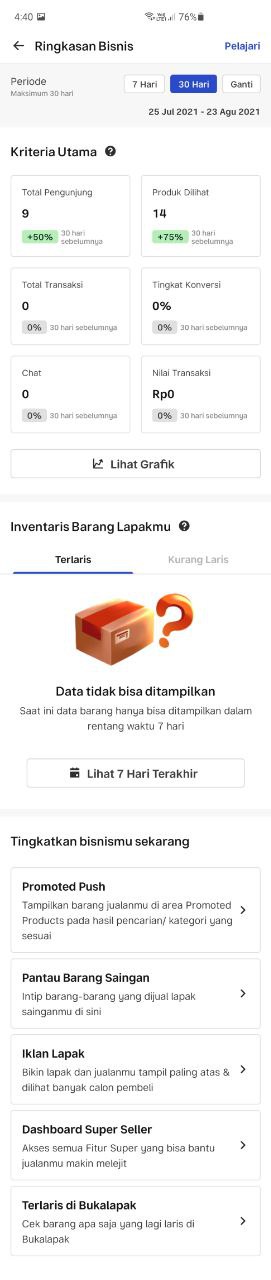 4:40 76%
Ringkasan Bisnis Pelajari
Periode
Maksimum 30 hari
7 Hari 30 Hari Ganti
25 Jul 2021 - 23 Agu 2021
Kriteria Utama ?
Total Pengunjung
9
+50% 30 hari
sebelumnya
Produk Dilihat
14
+75% 30 hari
sebelumnya
Total Transaksi
0
0% 30 hari sebelumnya
Tingkat Konversi
0%
0% 30 hari sebelumnya
Chat
0
0% 30 hari sebelumnya
Nilai Transaksi
Rp0
0% 30 hari sebelumnya
Lihat Grafik
Inventaris Barang Lapakmu ?
Terlaris Kurang Laris
Data tidak bisa ditampilkan
Saat ini data barang hanya bisa ditampilkan dalam
rentang waktu 7 hari
Lihat 7 Hari Terakhir
Tingkatkan bisnismu sekarang
Promoted Push
Tampilkan barang jualanmu di area Promoted
Products pada hasil pencarian/ kategori yang
sesuai
Pantau Barang Saingan
Intip barang-barang yang dijual lapak
sainganmu di sini
Iklan Lapak
Bikin lapak dan jualanmu tampil paling atas &
dilihat banyak calon pembeli
Dashboard Super Seller
Akses semua Fitur Super yang bisa bantu
jualanmu makin melejit
Terlaris di Bukalapak
Cek barang apa saja yang lagi laris di
Bukalapak